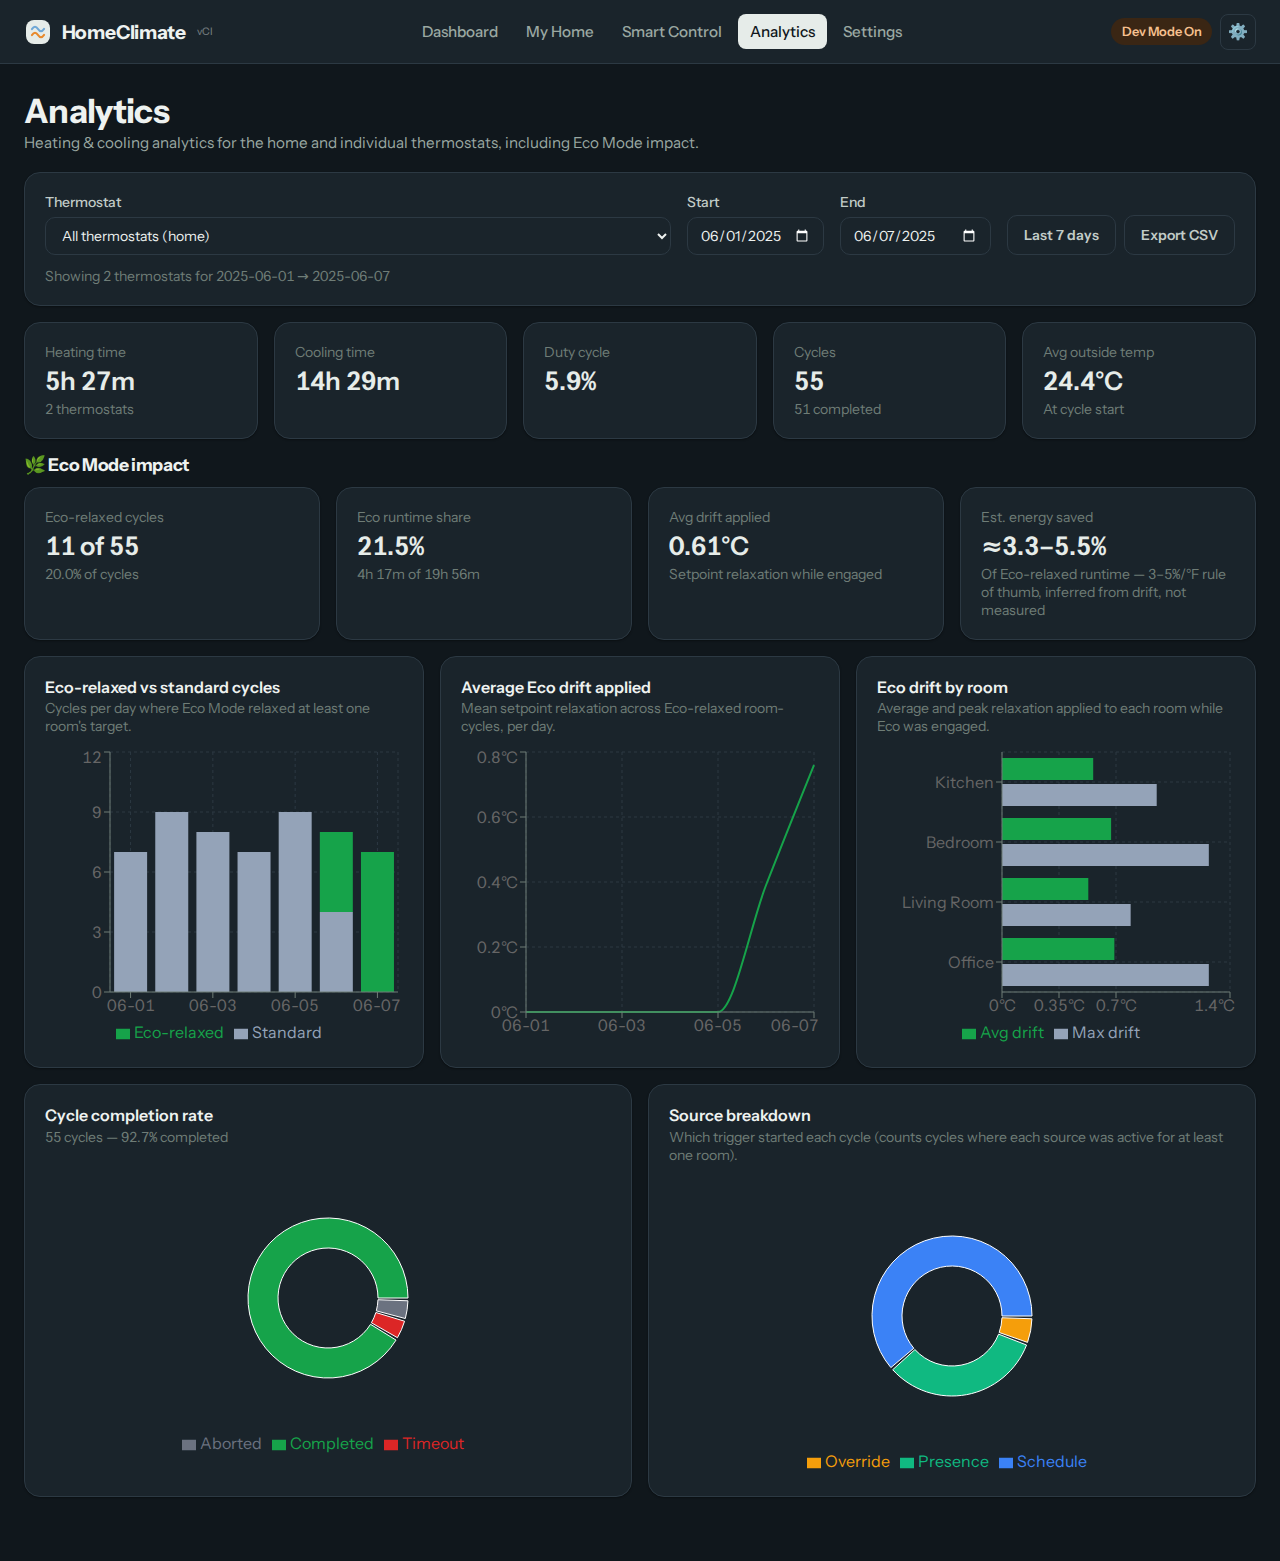 HomeClimate vCI
Dashboard My Home Smart Control Analytics Settings
Dev Mode On
Analytics
Heating & cooling analytics for the home and individual thermostats, including Eco Mode impact.
Thermostat Start End
All thermostats (home) 06/01/2025 06/07/2025 Last 7 days Export CSV
Showing 2 thermostats for 2025-06-01 → 2025-06-07
Heating time
5h 27m
2 thermostats
Cooling time
14h 29m
Duty cycle
5.9%
Cycles
55
51 completed
Avg outside temp
24.4°C
At cycle start
🌿 Eco Mode impact
Eco-relaxed cycles
11 of 55
20.0% of cycles
Eco runtime share
21.5%
4h 17m of 19h 56m
Avg drift applied
0.61°C
Setpoint relaxation while engaged
Est. energy saved
≈3.3–5.5%
Of Eco-relaxed runtime — 3–5%/°F rule
of thumb, inferred from drift, not
measured
Eco-relaxed vs standard cycles
Cycles per day where Eco Mode relaxed at least one
room's target.
12
9
6
3
0
06-01 06-03 06-05 06-07
Eco-relaxed Standard
Average Eco drift applied
Mean setpoint relaxation across Eco-relaxed room-
cycles, per day.
0.8°C
0.6°C
0.4°C
0.2°C
0°C
06-01 06-03 06-05 06-07
Eco drift by room
Average and peak relaxation applied to each room while
Eco was engaged.
Kitchen
Bedroom
Living Room
Office
0°C 0.35°C 0.7°C 1.4°C
Avg drift Max drift
Cycle completion rate
55 cycles — 92.7% completed
Aborted Completed Timeout
Source breakdown
Which trigger started each cycle (counts cycles where each source was active for at least
one room).
Override Presence Schedule